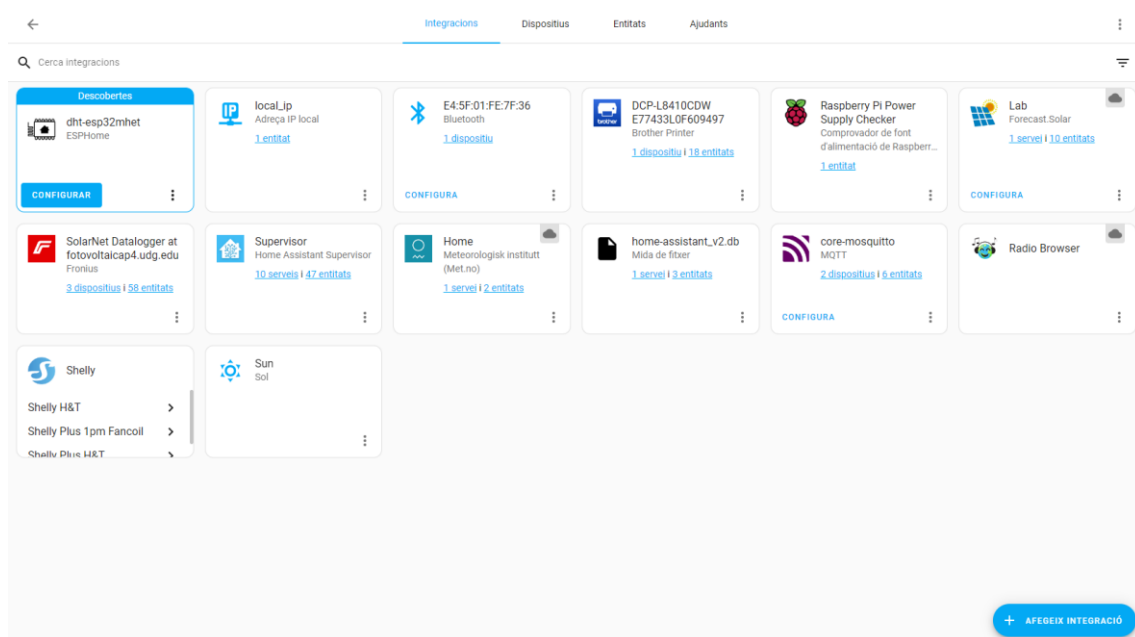 Integracions
Dispositius
Entitats
Ajudants
Cerca integracions
Descobertes
dht-esp32mhet
ESPHome
CONFIGURAR
local_ip
Adreça IP local
1 entitat
E4:5F:01:FE:7F:36
Bluetooth
1 dispositiu
CONFIGURA
brother
DCP-L8410CDW
E77433L0F609497
Brother Printer
1 dispositiu i 18 entitats
Raspberry Pi Power
Supply Checker
Comprovador de font
d'alimentació de Raspberr...
1 entitat
Lab
Forecast.Solar
1 servei i 10 entitats
CONFIGURA
SolarNet Datalogger at
fotovoltaicap4.udg.edu
Fronius
3 dispositius i 58 entitats
Supervisor
Home Assistant Supervisor
10 serveis i 47 entitats
Home
Meteorologisk institutt
(Met.no)
1 servei i 2 entitats
home-assistant_v2.db
Mida de fitxer
1 servei i 3 entitats
core-mosquitto
MQTT
2 dispositius i 6 entitats
CONFIGURA
Radio Browser
Shelly
Shelly H&T
Shelly Plus 1pm Fancoil
Shelly Plus H&T
Sun
Sol
+ AFEGEIX INTEGRACIÓ